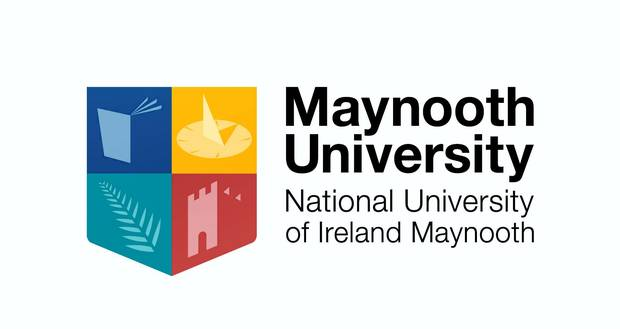 Maynooth
University
National University
of Ireland Maynooth